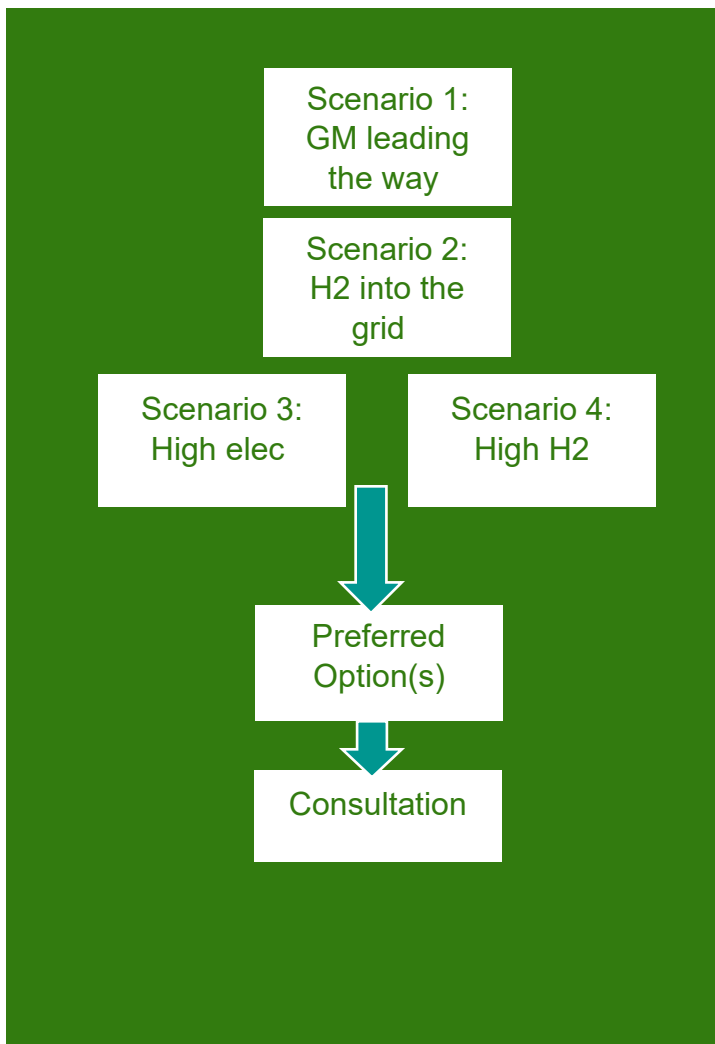 Scenario 1:
GM leading
the way
Scenario 2:
H2 into the
grid
Scenario 3:
High elec
Scenario 4:
High H2
Preferred
Option(s)
Consultation